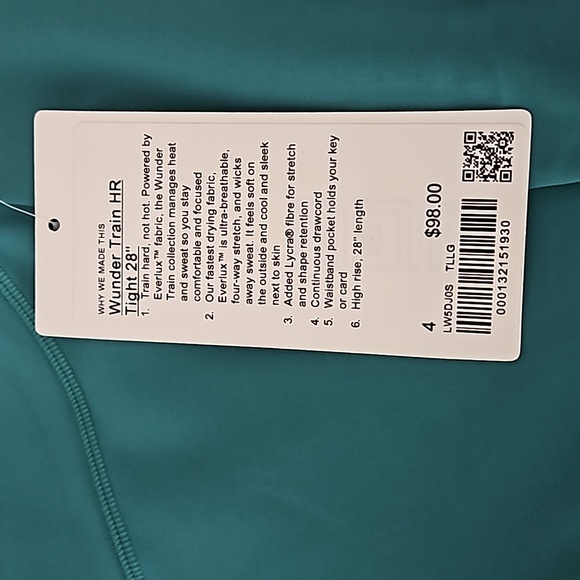 WHY WE MADE THIS
Wunder Train HR
Tight 28"
1. Train hard, not hot. Powered by
Everlux™ fabric, the Wunder
Train collection manages heat
and sweat so you stay
comfortable and focused
2. Our fastest drying fabric,
Everlux™ is ultra-breathable,
four-way stretch, and wicks
away sweat. It feels soft on
the outside and cool and sleek
next to skin
3. Added Lycra® fibre for stretch
and shape retention
4. Continuous drawcord
5. Waistband pocket holds your key
or card
6. High rise, 28" length
$98.00
4
LW5DJ0S TLLG
000132151930